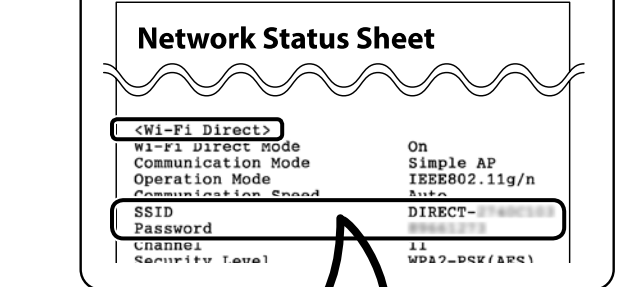 Network Status Sheet
<Wi-Fi Direct>
Wi-Fi Direct Mode On
Communication Mode Simple AP
Operation Mode IEEE802.11g/n
Communication Speed Auto
SSID DIRECT-
Password
Channel 11
Security Level WPA2-PSK(AES)